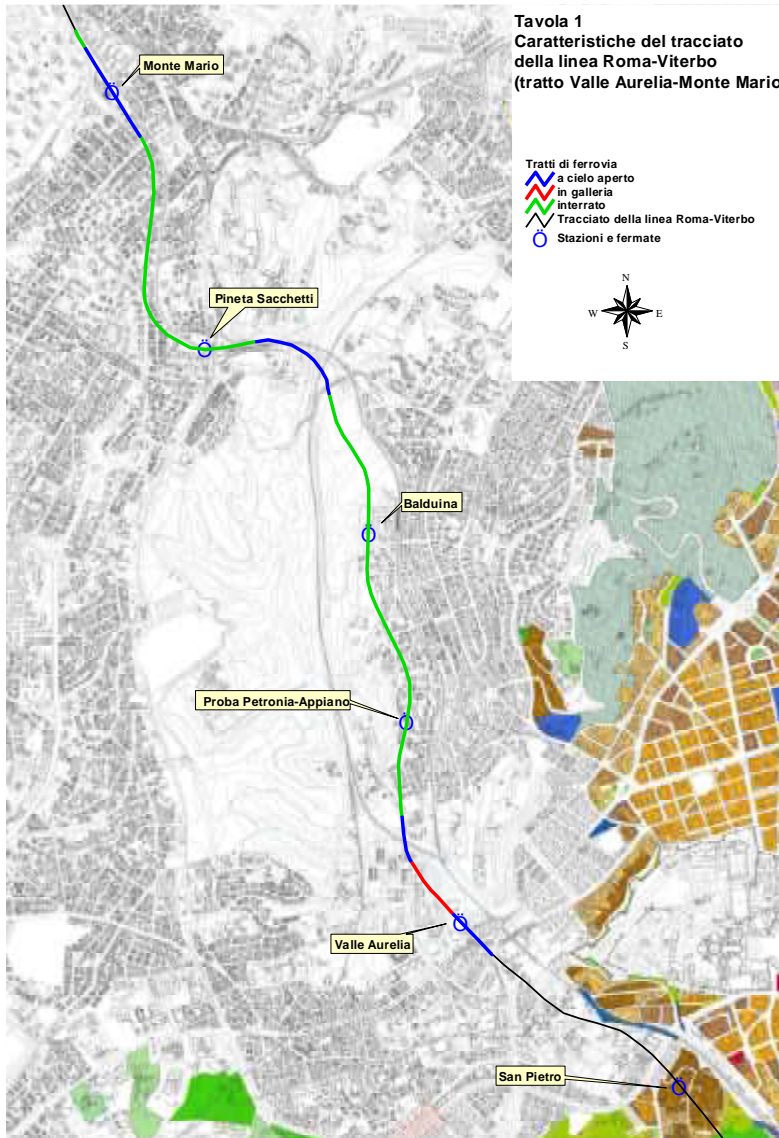 Tavola 1
Caratteristiche del tracciato
della linea Roma-Viterbo
(tratto Valle Aurelia-Monte Mario
Tratti di ferrovia
a cielo aperto
in galleria
interrato
Tracciato della linea Roma-Viterbo
Ö Stazioni e fermate
N
W E
S
Monte Mario
Ö
Pineta Sacchetti
Ö
Balduina
Ö
Proba Petronia-Appiano
Ö
Valle Aurelia
Ö
San Pietro
Ö